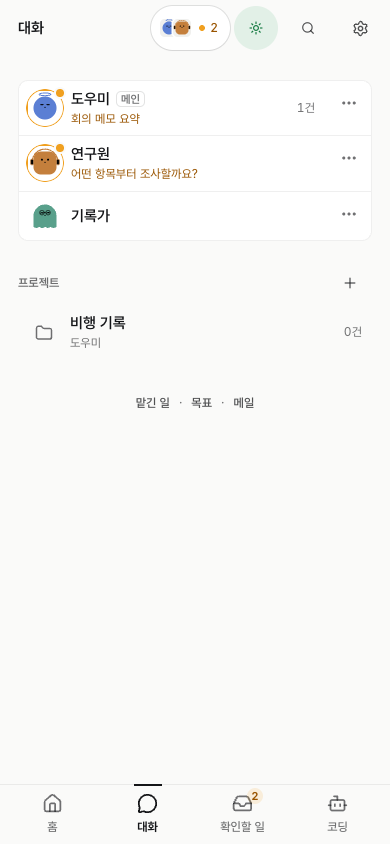 대화
2
도우미 메인
1건
회의 메모 요약
연구원
어떤 항목부터 조사할까요?
기록가
프로젝트
비행 기록
도우미
0건
맡긴 일 · 목표 · 메일
2
홈
대화
확인할 일
코딩